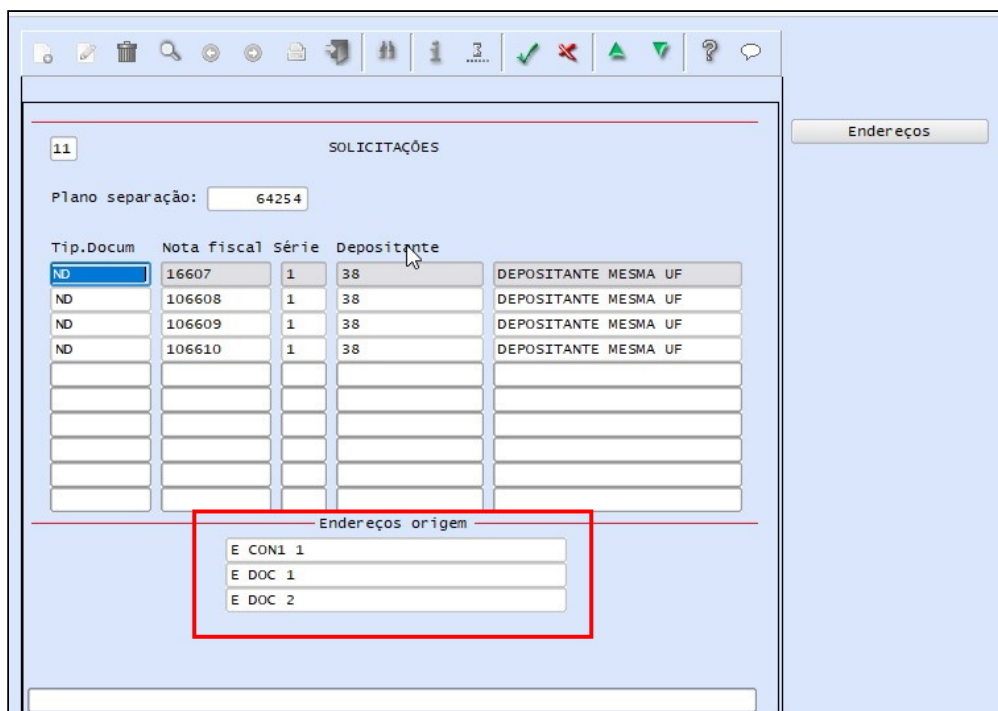 3
Endereços
11 SOLICITAÇÕES
Plano separação: 64254
Tip.Docum Nota fiscal Série Depositante
ND 16607 1 38 DEPOSITANTE MESMA UF
ND 106608 1 38 DEPOSITANTE MESMA UF
ND 106609 1 38 DEPOSITANTE MESMA UF
ND 106610 1 38 DEPOSITANTE MESMA UF
Endereços origem
E CON1 1
E DOC 1
E DOC 2